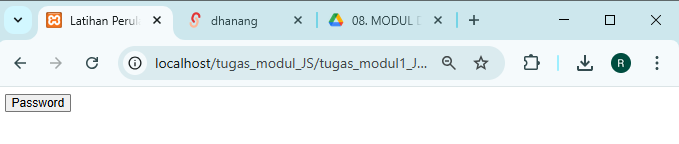 Latihan Perul
dhanang
08. MODUL D
localhost/tugas_modul_JS/tugas_modul1_J...
R
Password